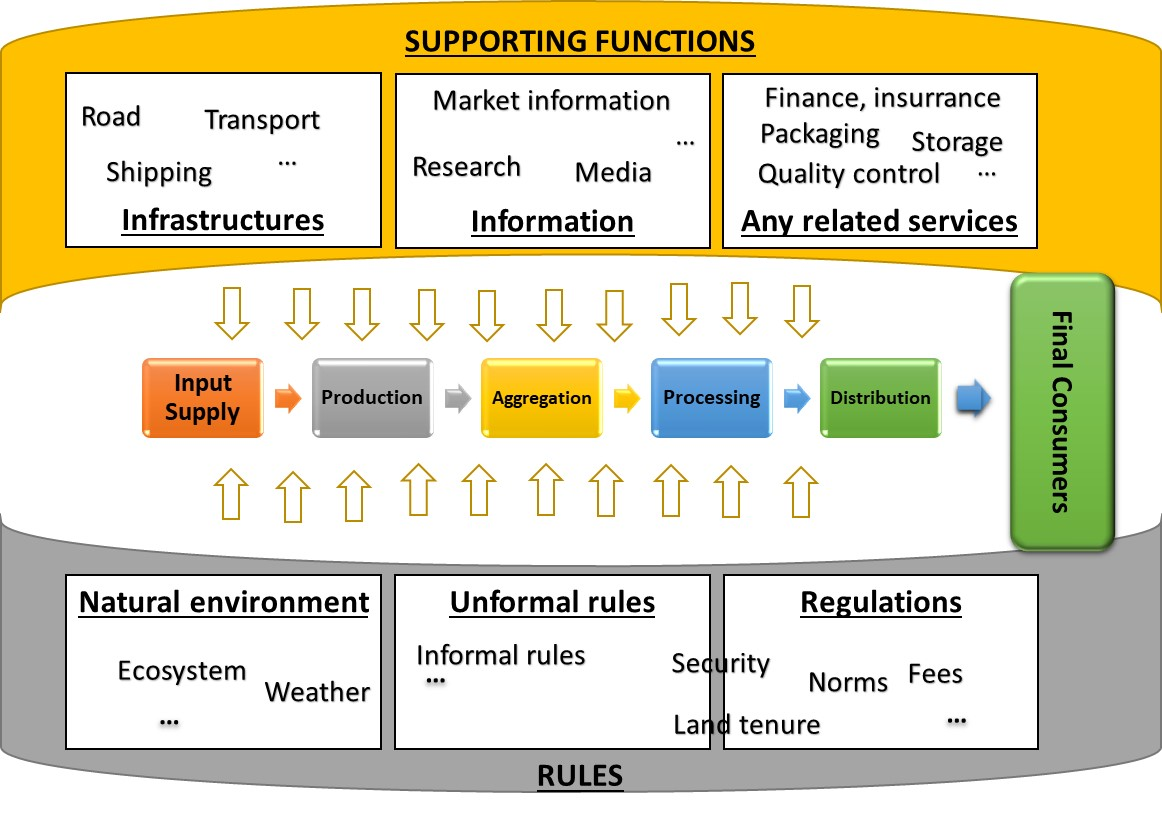 SUPPORTING FUNCTIONS
Road
Transport
Shipping
...
Infrastructures
Market information
...
Research
Media
Information
Finance, insurrance
Packaging
Storage
Quality control
...
Any related services
Input
Supply
Production
Aggregation
Processing
Distribution
Final Consumers
Natural environment
Ecosystem
Weather
...
Unformal rules
Informal rules
...
Regulations
Security
Norms
Fees
Land tenure
...
RULES